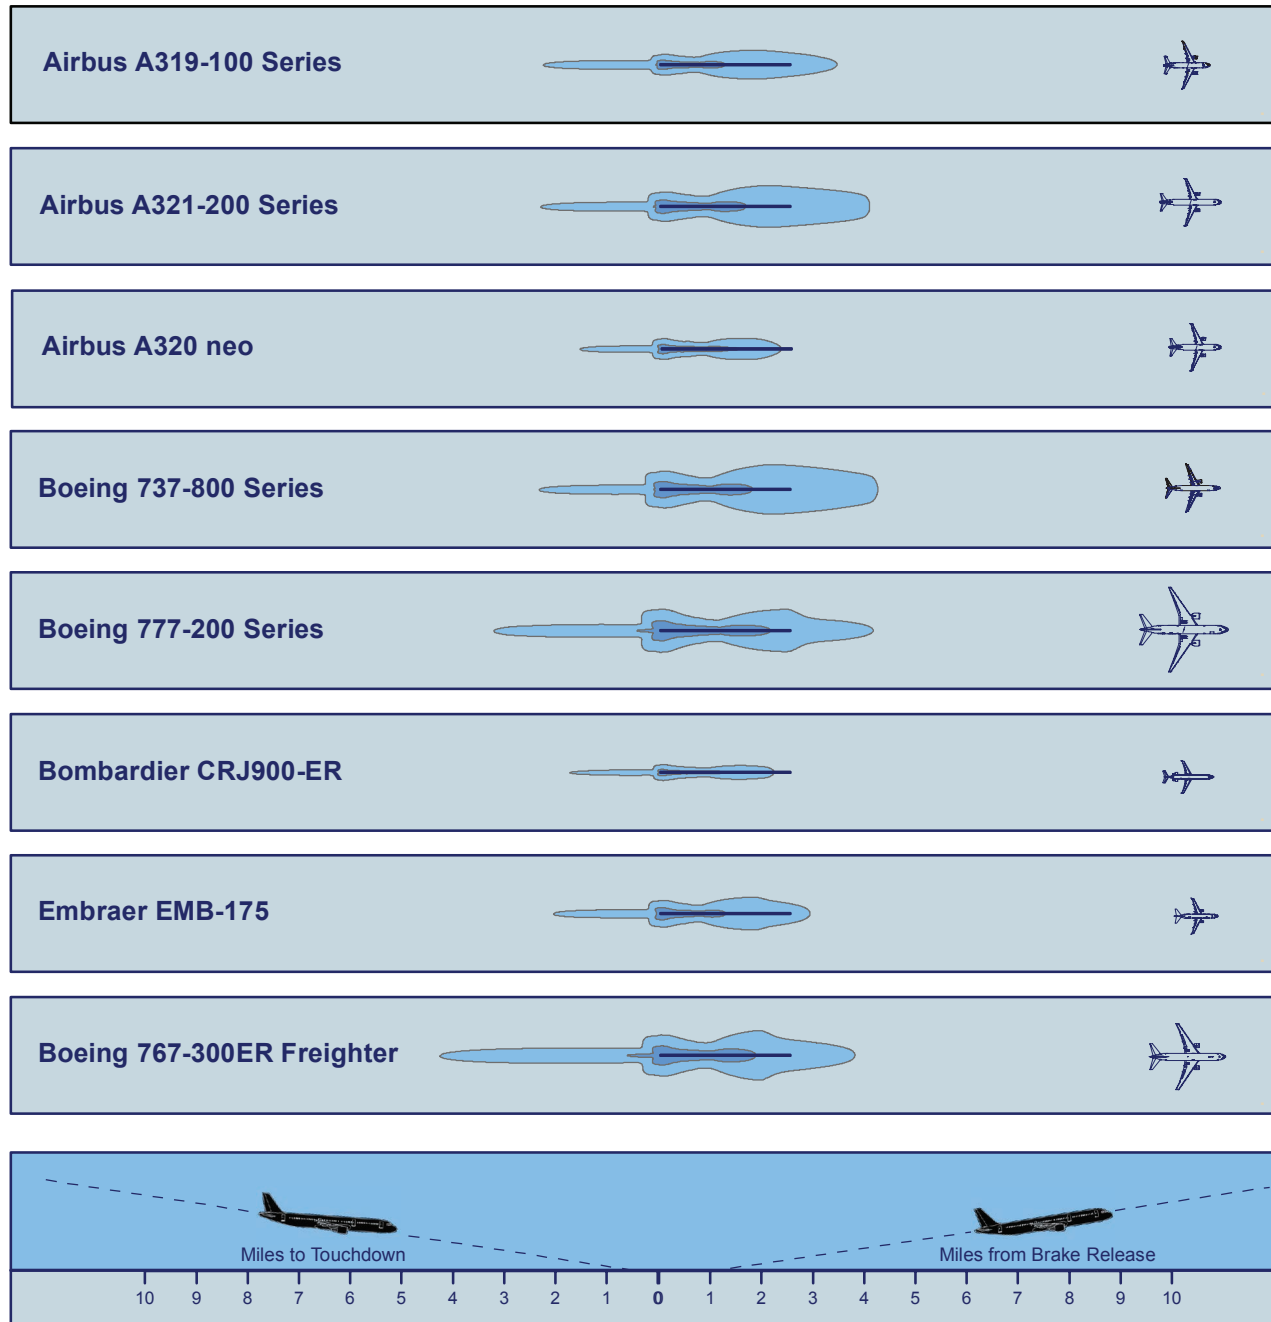 Airbus A319-100 Series
Airbus A321-200 Series
Airbus A320 neo
Boeing 737-800 Series
Boeing 777-200 Series
Bombardier CRJ900-ER
Embraer EMB-175
Boeing 767-300ER Freighter
Miles to Touchdown Miles from Brake Release
10 9 8 7 6 5 4 3 2 1 0 1 2 3 4 5 6 7 8 9 10